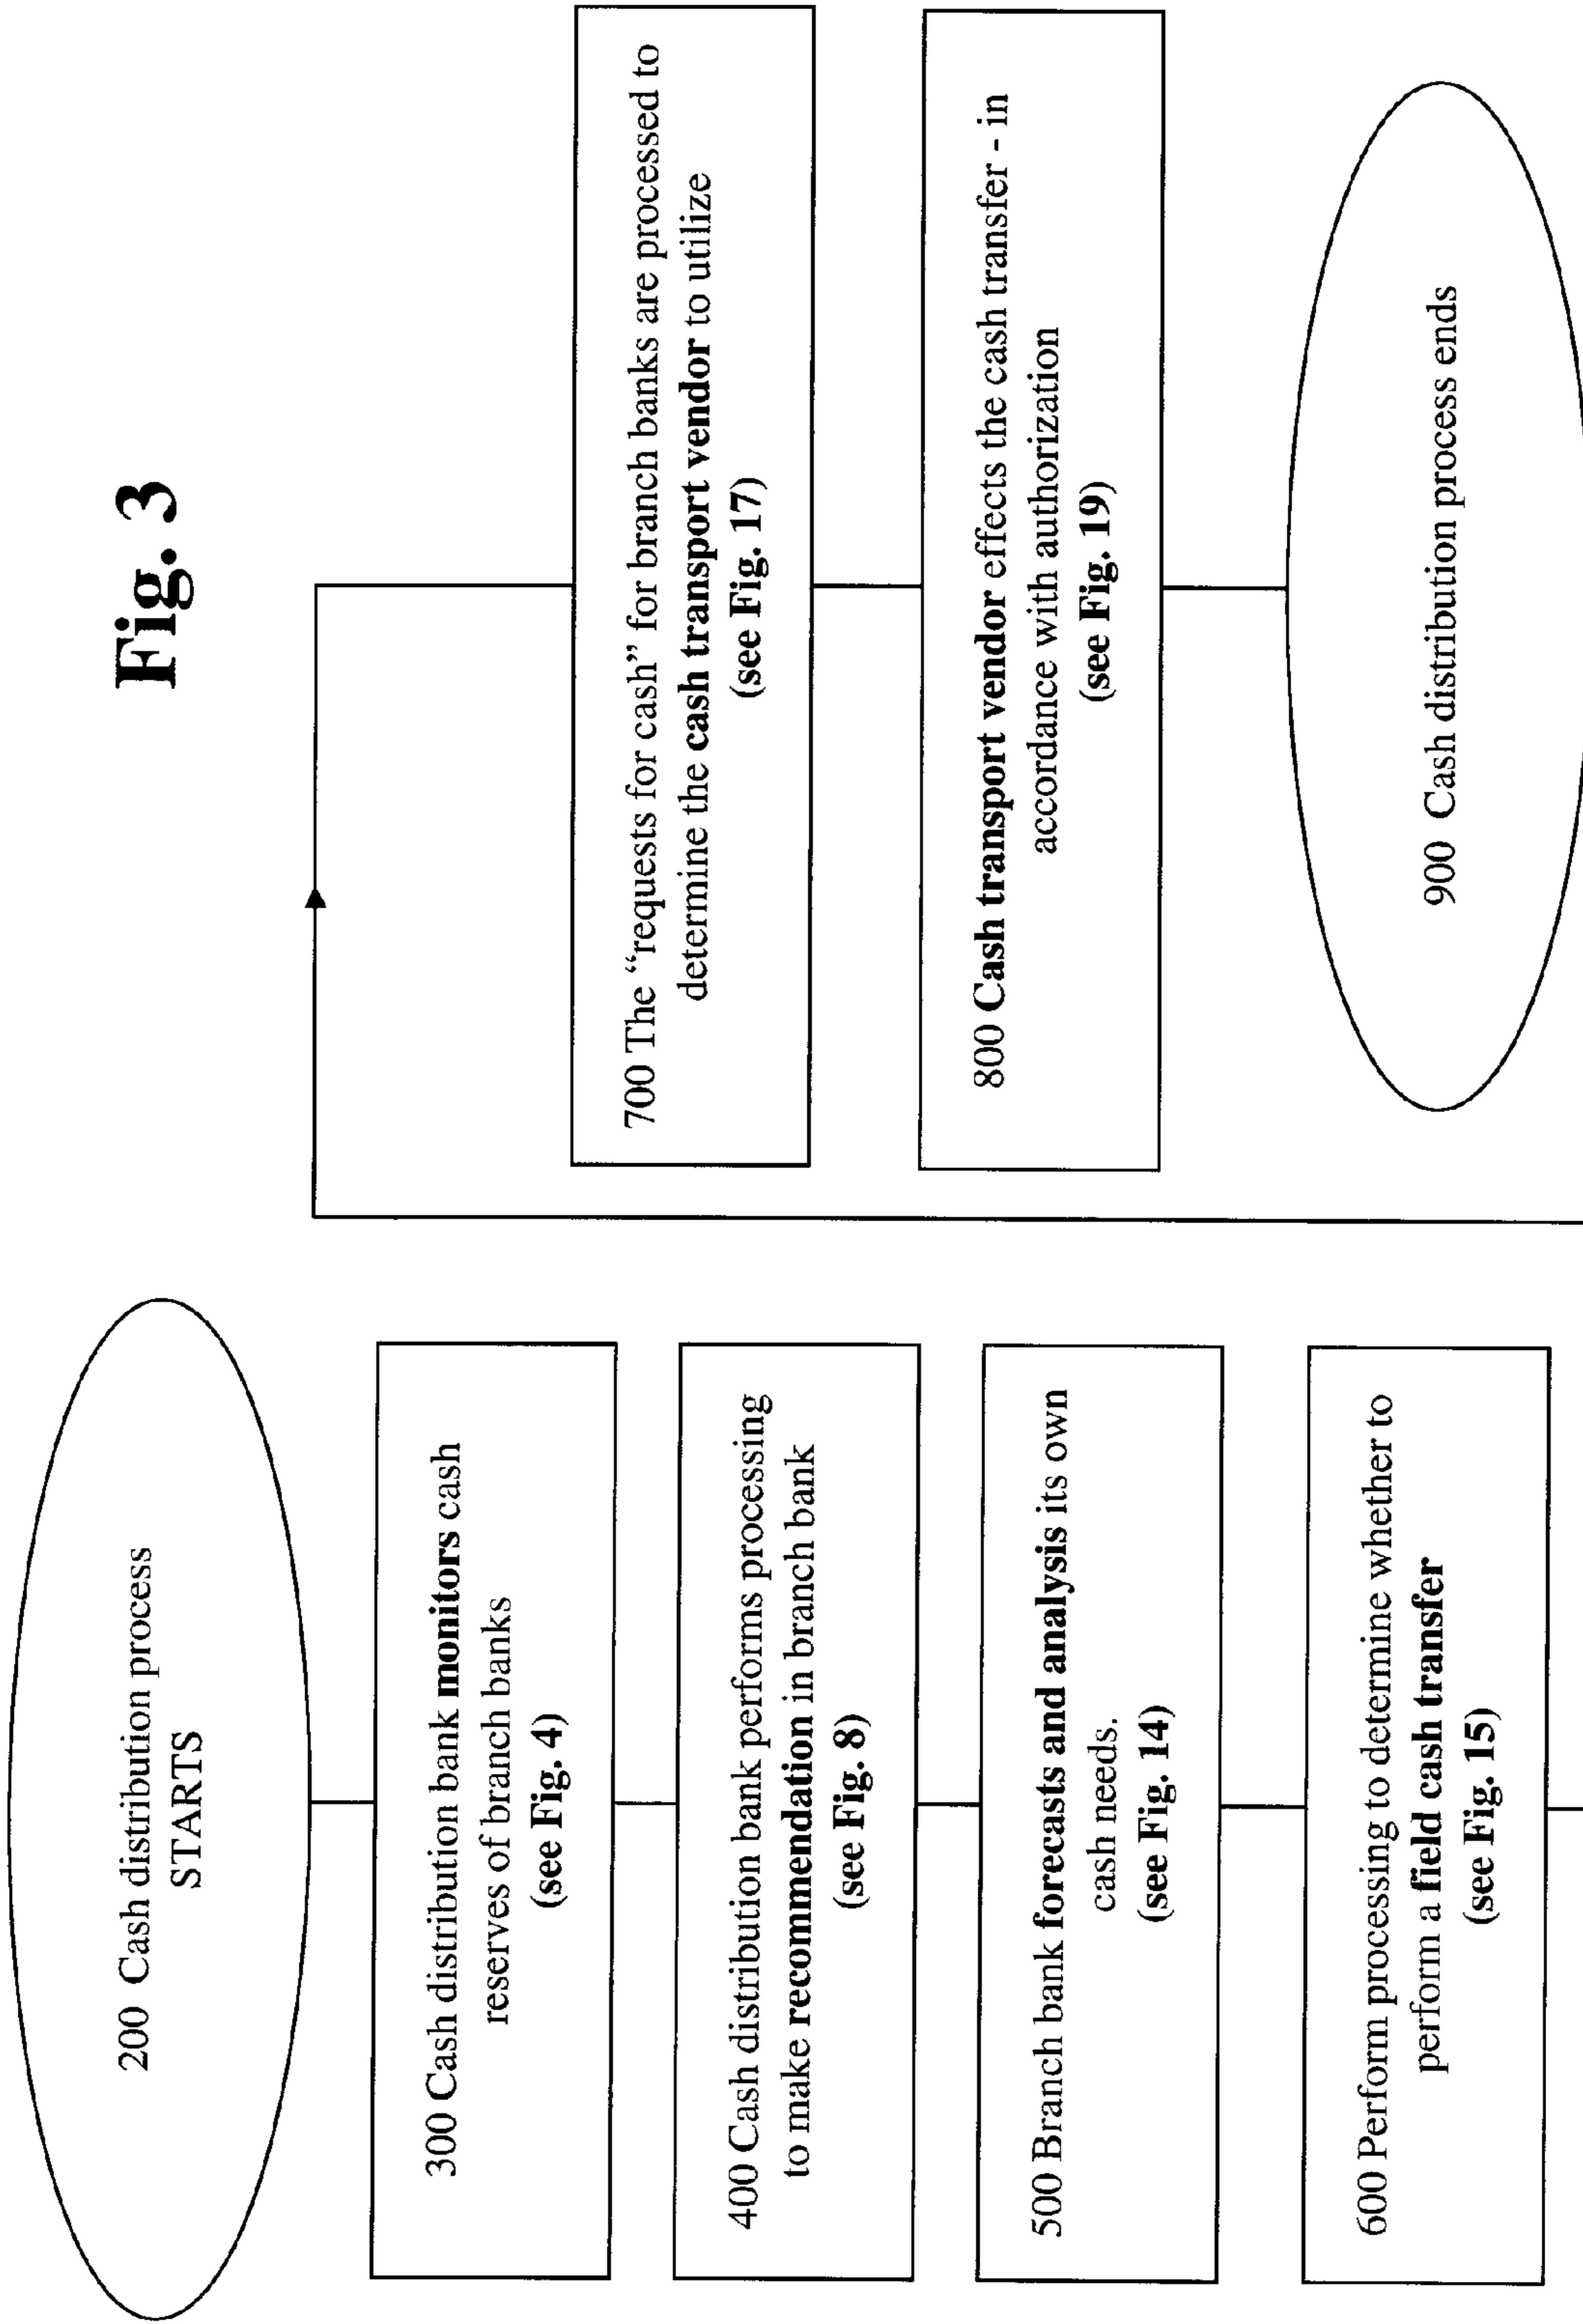 Fig. 3
200 Cash distribution process
STARTS
300 Cash distribution bank monitors cash
reserves of branch banks
(see Fig. 4)
400 Cash distribution bank performs processing
to make recommendation in branch bank
(see Fig. 8)
500 Branch bank forecasts and analysis its own
cash needs.
(see Fig. 14)
600 Perform processing to determine whether to
perform a field cash transfer
(see Fig. 15)
700 The “requests for cash” for branch banks are processed to
determine the cash transport vendor to utilize
(see Fig. 17)
800 Cash transport vendor effects the cash transfer - in
accordance with authorization
(see Fig. 19)
900 Cash distribution process ends